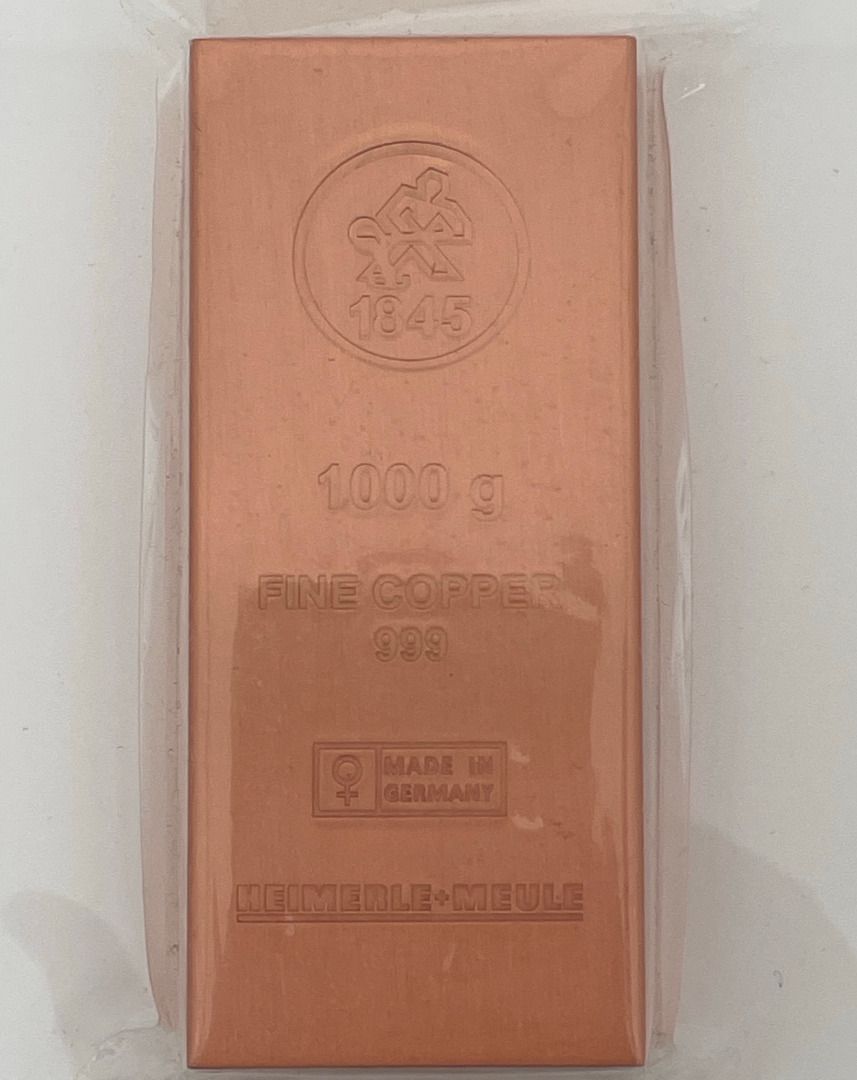 1845
1000 g
FINE COPPER
999
MADE IN
GERMANY
HEIMERLE+MEULE